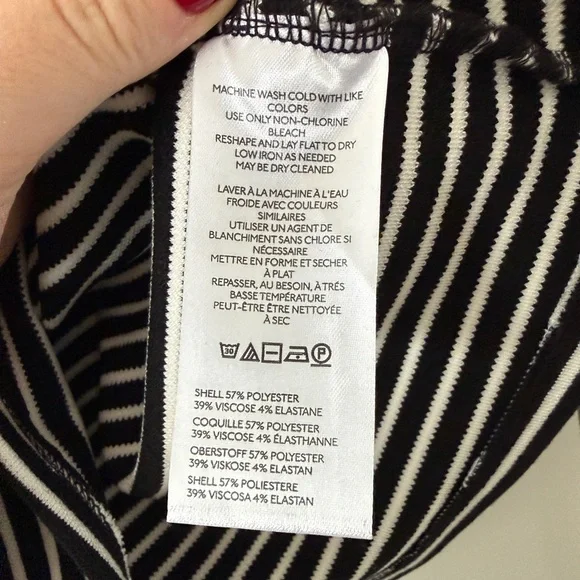 MACHINE WASH COLD WITH LIKE
COLORS
USE ONLY NON-CHLORINE
BLEACH
RESHAPE AND LAY FLAT TO DRY
LOW IRON AS NEEDED
MAY BE DRY CLEANED
LAVER À LA MACHINE À L'EAU
FROIDE AVEC COULEURS
SIMILAIRES
UTILISER UN AGENT DE
BLANCHIMENT SANS CHLORE SI
NÉCESSAIRE
METTRE EN FORME ET SECHER
À PLAT
REPASSER, AU BESOIN, À TRÉS
BASSE TEMPÉRATURE
PEUT-ÊTRE ÊTRE NETTOYÉE
À SEC
30 P
SHELL 57% POLYESTER
39% VISCOSE 4% ELASTANE
COQUILLE 57% POLYESTER
39% VISCOSE 4% ÉLASTHANNE
OBERSTOFF 57% POLYESTER
39% VISKOSE 4% ELASTAN
SHELL 57% POLIESTERE
39% VISCOSA 4% ELASTAN